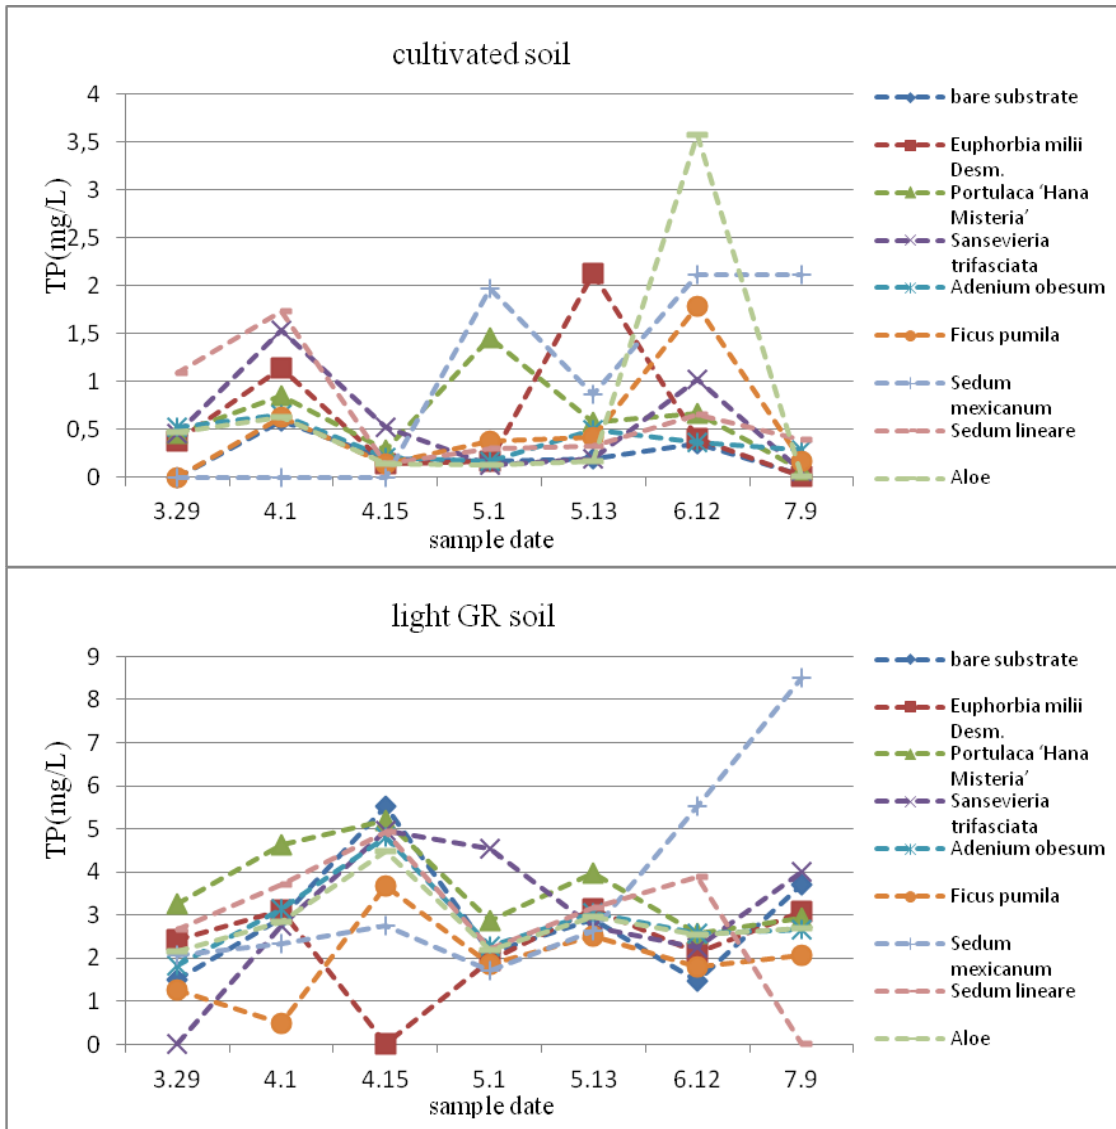 cultivated soil
4
3,5
3
2,5
2
1,5
1
0,5
0
TP(mg/L)
3.29 4.1 4.15 5.1 5.13 6.12 7.9
sample date
bare substrate
Euphorbia milii
Desm.
Portulaca ‘Hana
Misteria’
Sansevieria
trifasciata
Adenium obesum
Ficus pumila
Sedum
mexicanum
Sedum lineare
Aloe
light GR soil
9
8
7
6
5
4
3
2
1
0
TP(mg/L)
3.29 4.1 4.15 5.1 5.13 6.12 7.9
sample date
bare substrate
Euphorbia milii
Desm.
Portulaca ‘Hana
Misteria’
Sansevieria
trifasciata
Adenium obesum
Ficus pumila
Sedum
mexicanum
Sedum lineare
Aloe